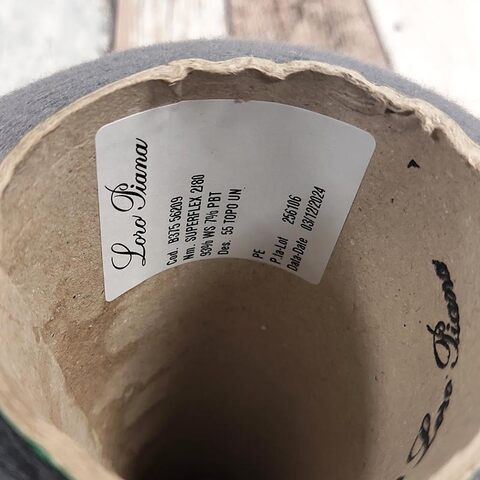 Loro Piana
Cod. B375 56209
Nm. SUPERFLEX 2/80
93% WS 7% PBT
Des. 55 TOPO UN
PE
P.ta-Lot 256106
Data-Date 03/12/2024
Loro Piana